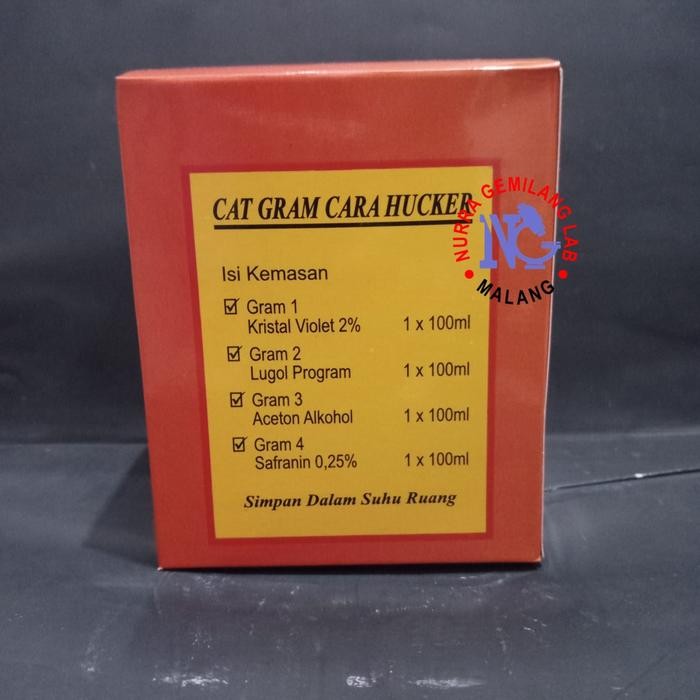 CAT GRAM CARA HUCKER
Isi Kemasan
Gram 1
Kristal Violet 2% 1 x 100ml
Gram 2
Lugol Program 1 x 100ml
Gram 3
Aceton Alkohol 1 x 100ml
Gram 4
Safranin 0,25% 1 x 100ml
Simpan Dalam Suhu Ruang
NURRA GEMILANG LAB
NG
MALANG